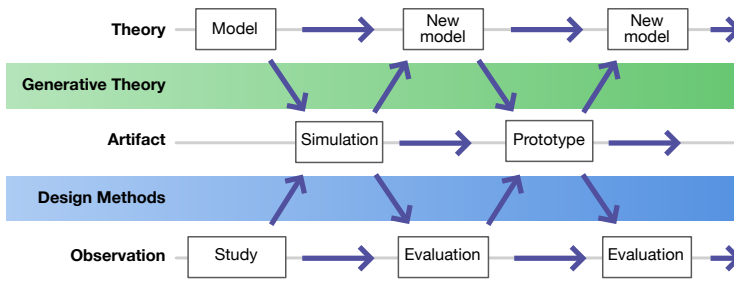 Theory
Model
New
model
New
model
Generative Theory
Artifact
Simulation
Prototype
Design Methods
Observation
Study
Evaluation
Evaluation